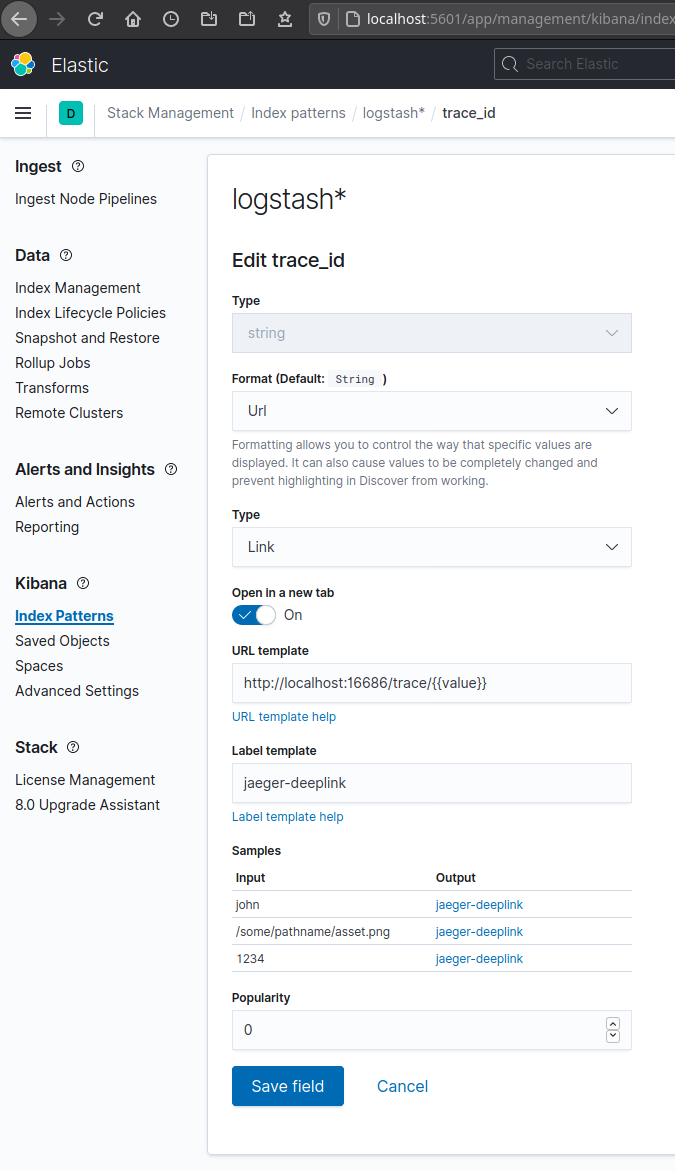 localhost:5601/app/management/kibana/index
Elastic
Search Elastic
D
Stack Management / Index patterns / logstash* / trace_id
Ingest
Ingest Node Pipelines
Data
Index Management
Index Lifecycle Policies
Snapshot and Restore
Rollup Jobs
Transforms
Remote Clusters
Alerts and Insights
Alerts and Actions
Reporting
Kibana
Index Patterns
Saved Objects
Spaces
Advanced Settings
Stack
License Management
8.0 Upgrade Assistant
logstash*
Edit trace_id
Type
string
Format (Default: String )
Url
Formatting allows you to control the way that specific values are
displayed. It can also cause values to be completely changed and
prevent highlighting in Discover from working.
Type
Link
Open in a new tab
On
URL template
http://localhost:16686/trace/{{value}}
URL template help
Label template
jaeger-deeplink
Label template help
Samples
Input Output
john jaeger-deeplink
/some/pathname/asset.png jaeger-deeplink
1234 jaeger-deeplink
Popularity
0
Save field Cancel